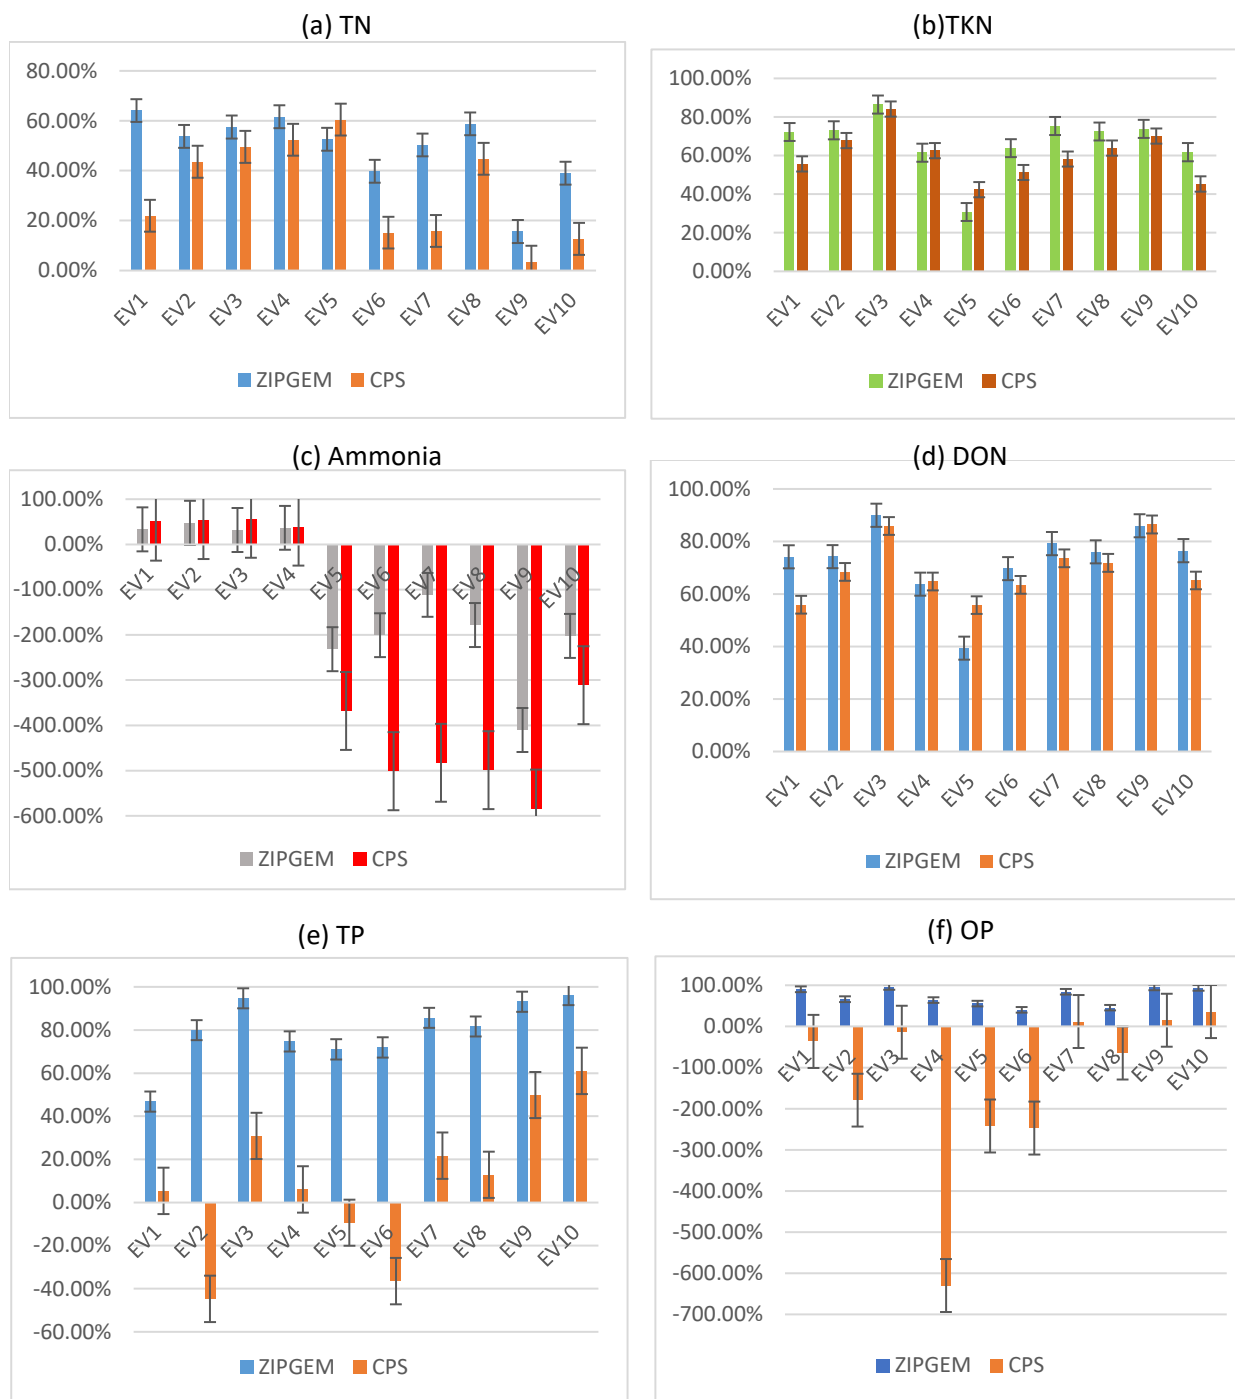 (a) TN
80.00%
60.00%
40.00%
20.00%
0.00%
EV1 EV2 EV3 EV4 EV5 EV6 EV7 EV8 EV9 EV10
ZIPGEM CPS
(b)TKN
100.00%
80.00%
60.00%
40.00%
20.00%
0.00%
EV1 EV2 EV3 EV4 EV5 EV6 EV7 EV8 EV9 EV10
ZIPGEM CPS
(c) Ammonia
100.00%
0.00%
-100.00%
-200.00%
-300.00%
-400.00%
-500.00%
-600.00%
EV1 EV2 EV3 EV4 EV5 EV6 EV7 EV8 EV9 EV10
ZIPGEM CPS
(d) DON
100.00%
80.00%
60.00%
40.00%
20.00%
0.00%
EV1 EV2 EV3 EV4 EV5 EV6 EV7 EV8 EV9 EV10
ZIPGEM CPS
(e) TP
100.00%
80.00%
60.00%
40.00%
20.00%
0.00%
-20.00%
-40.00%
-60.00%
EV1 EV2 EV3 EV4 EV5 EV6 EV7 EV8 EV9 EV10
ZIPGEM CPS
(f) OP
100.00%
0.00%
-100.00%
-200.00%
-300.00%
-400.00%
-500.00%
-600.00%
-700.00%
EV1 EV2 EV3 EV4 EV5 EV6 EV7 EV8 EV9 EV10
ZIPGEM CPS